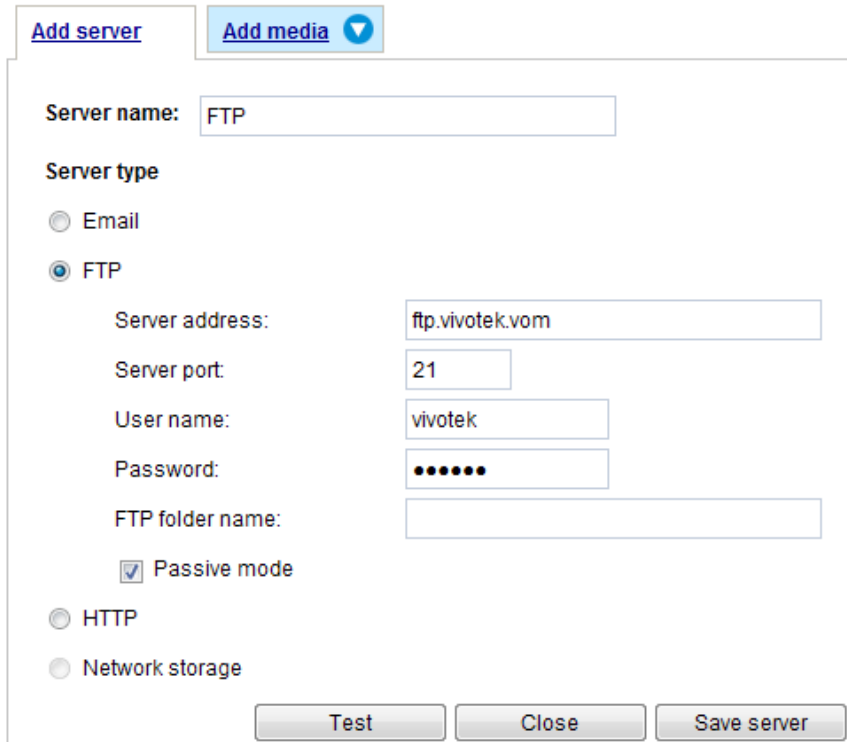 Add server Add media
Server name: FTP
Server type
Email
FTP
Server address: ftp.vivotek.vom
Server port: 21
User name: vivotek
Password: ●●●●●●
FTP folder name:
Passive mode
HTTP
Network storage
Test Close Save server